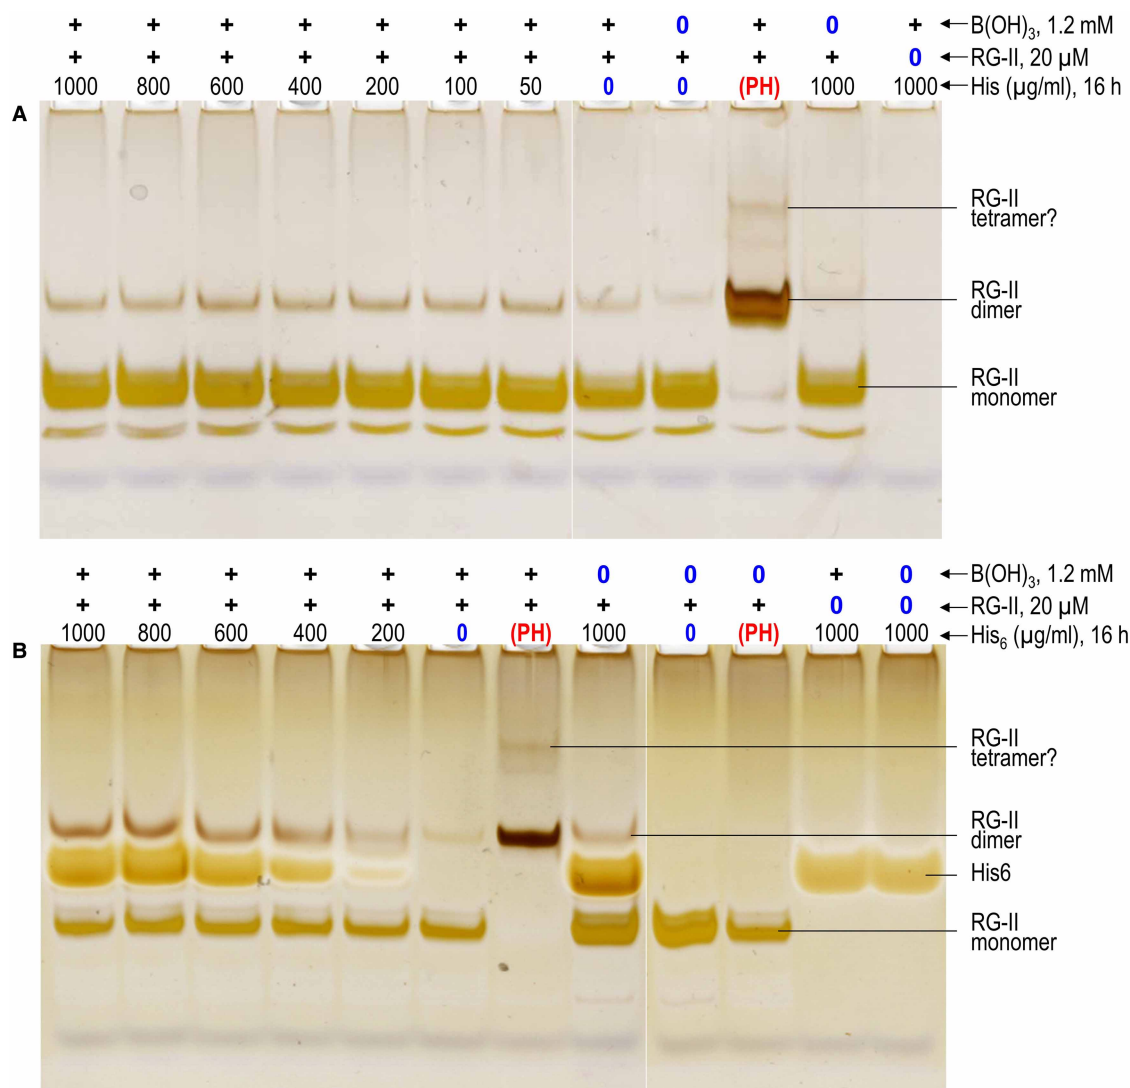 + + + + + + + + 0 + 0 + B(OH)3, 1.2 mM
+ + + + + + + + + + + 0 RG-II, 20 µM
1000 800 600 400 200 100 50 0 0 (PH) 1000 1000 His (µg/ml), 16 h
A
RG-II
tetramer?
RG-II
dimer
RG-II
monomer
+ + + + + + + 0 0 0 + 0 B(OH)3, 1.2 mM
+ + + + + + + + + + 0 0 RG-II, 20 µM
1000 800 600 400 200 0 (PH) 1000 0 (PH) 1000 1000 His6 (µg/ml), 16 h
B
RG-II
tetramer?
RG-II
dimer
His6
RG-II
monomer